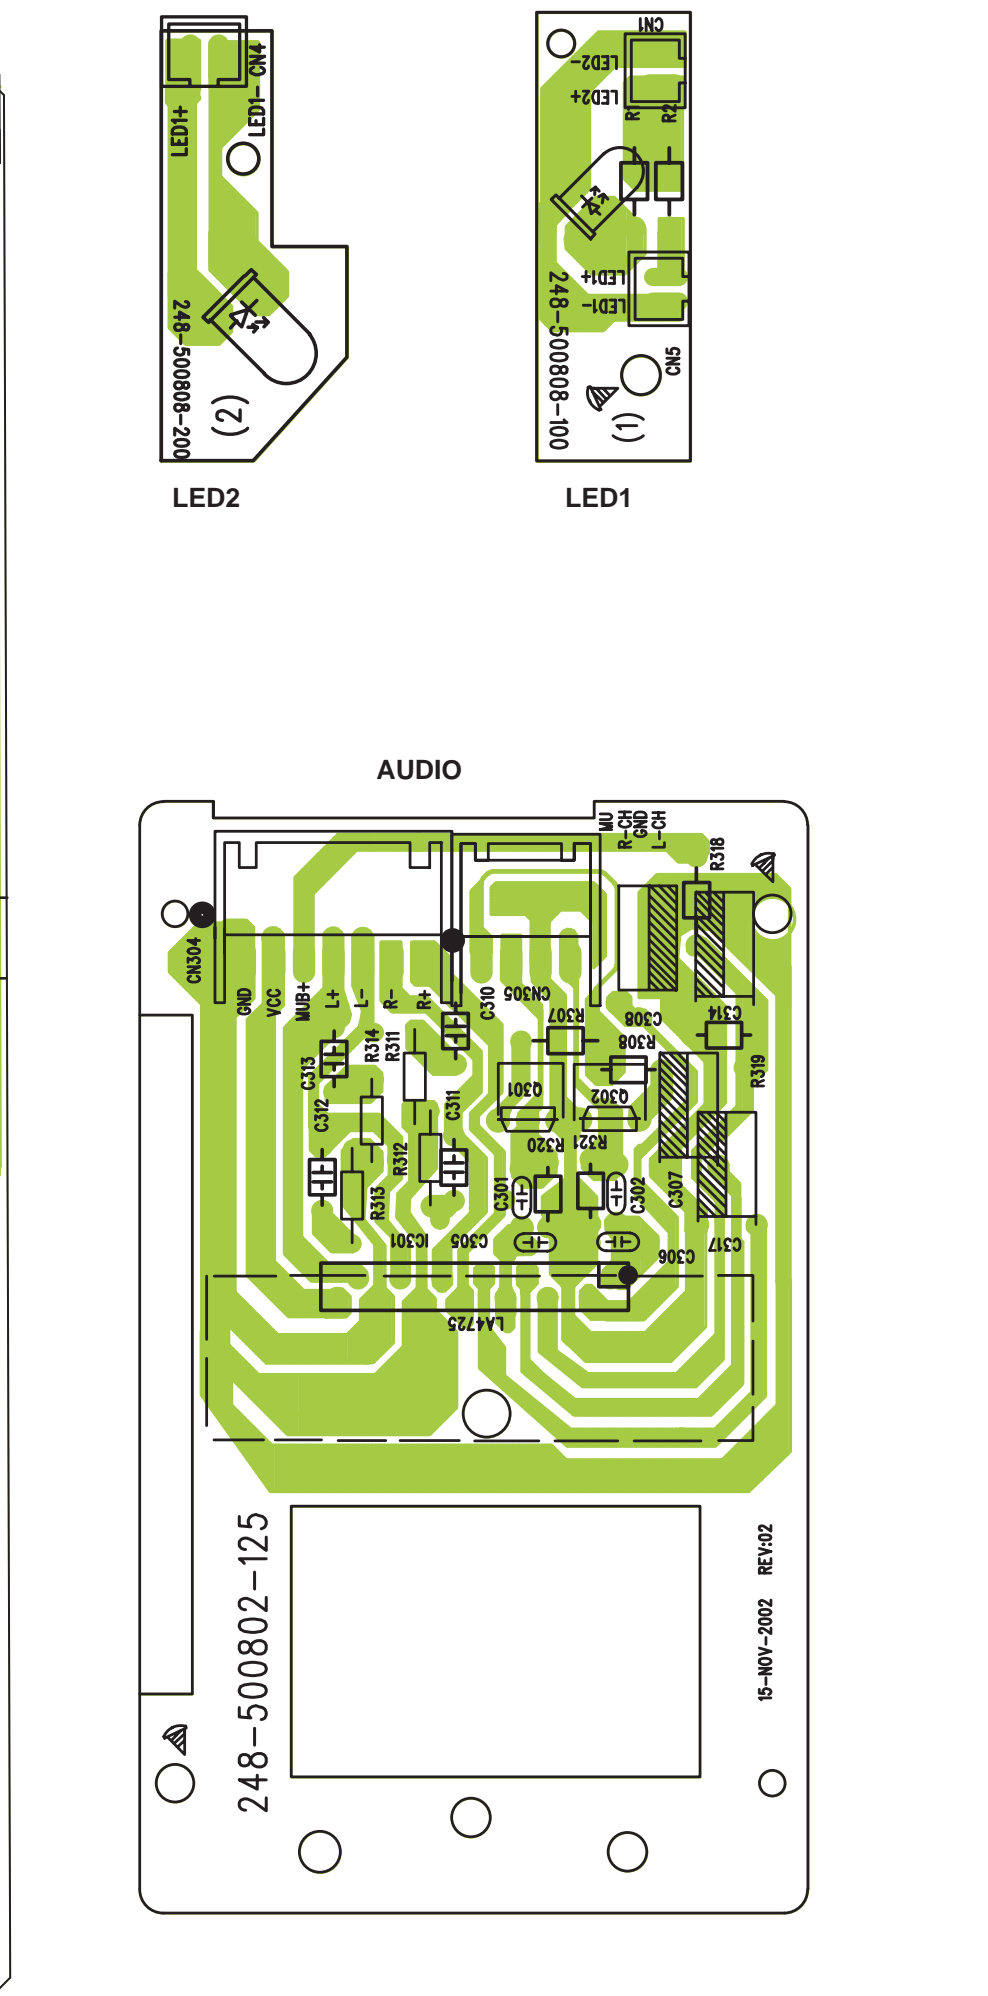 CN4
LED1+
LED1-
248-500808-200
(2)
LED2
CN1
LED2-
LED2+
R1
R2
LED1+
LED1-
248-500808-100
CN5
(1)
LED1
AUDIO
MU
R-CH
GND
L-CH
R318
CN304
GND
VCC
MUB+
L+
L-
R-
R+
C310
CN305
R307
C308
C314
R308
R319
C313
R314
R311
C312
C311
Q301
Q302
R320
R321
R312
R313
C301
C302
C307
IC301
C305
C306
C317
LA4725
248-500802-125
15-NOV-2002 REV:02